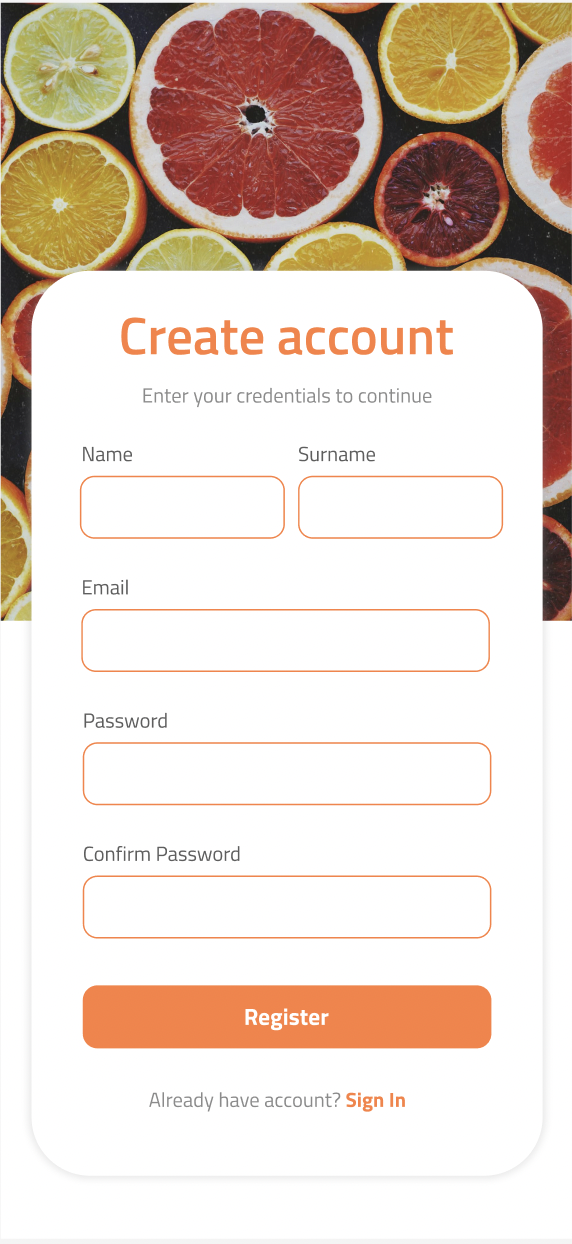 Create account
Enter your credentials to continue
Name Surname
Email
Password
Confirm Password
Register
Already have account? Sign In